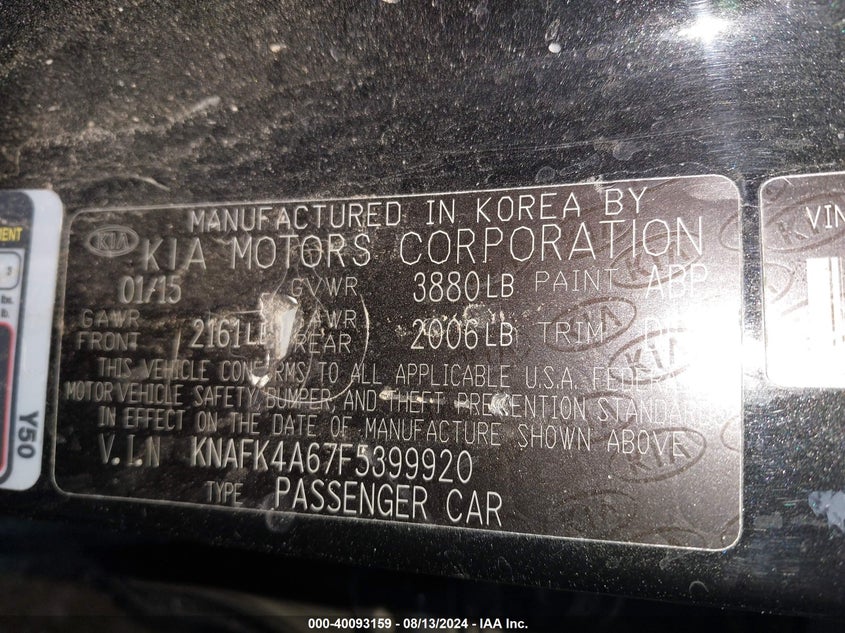 MANUFACTURED IN KOREA BY
KIA KIA MOTORS CORPORATION
01/15 GVWR 3880LB PAINT ABP
GAWR FRONT 2161LB GAWR REAR 2006LB TRIM
THIS VEHICLE CONFORMS TO ALL APPLICABLE U.S.A. FEDERAL
MOTOR VEHICLE SAFETY, BUMPER, AND THEFT PREVENTION STANDARDS
IN EFFECT ON THE DATE OF MANUFACTURE SHOWN ABOVE
V.I.N KNAFK4A67F5399920
TYPE PASSENGER CAR
Y50
VIN
000-40093159 - 08/13/2024 - IAA Inc.